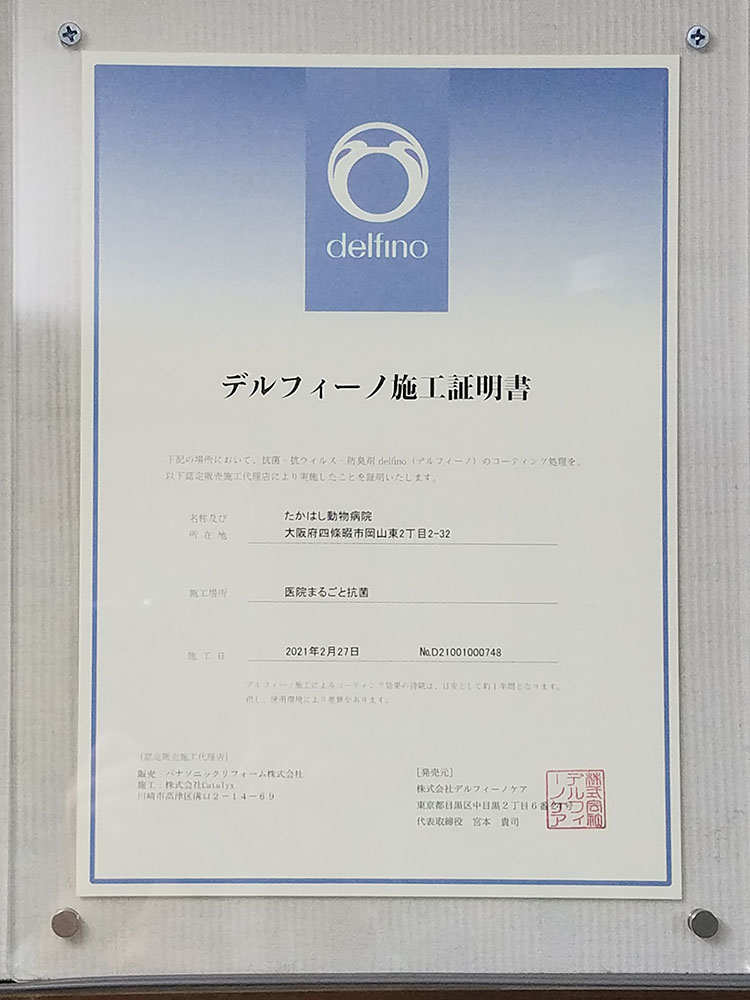 delfino
デルフィーノ施工証明書
下記の場所において、抗菌・抗ウィルス・防臭剤 delfino（デルフィーノ）のコーティング処理を、
以下認定販売施工代理店により実施したことを証明いたします。
名称及び
所在地
たかはし動物病院
大阪府四條畷市岡山東2丁目2-32
施工場所
医院まるごと抗菌
施工日
2021年2月27日
№D21001000748
デルフィーノ施工によるコーティング効果の持続は、目安として約1年間となります。
但し、使用環境により差異があります。
[認定販売施工代理店]
販売：パナソニックリフォーム株式会社
施工：株式会社Catalyx
川崎市高津区溝口２－１４－６９
[発売元]
株式会社デルフィーノケア
東京都目黒区中目黒２丁目６番
代表取締役　宮本　貴司
株式会社
デルフィ
ーノケア